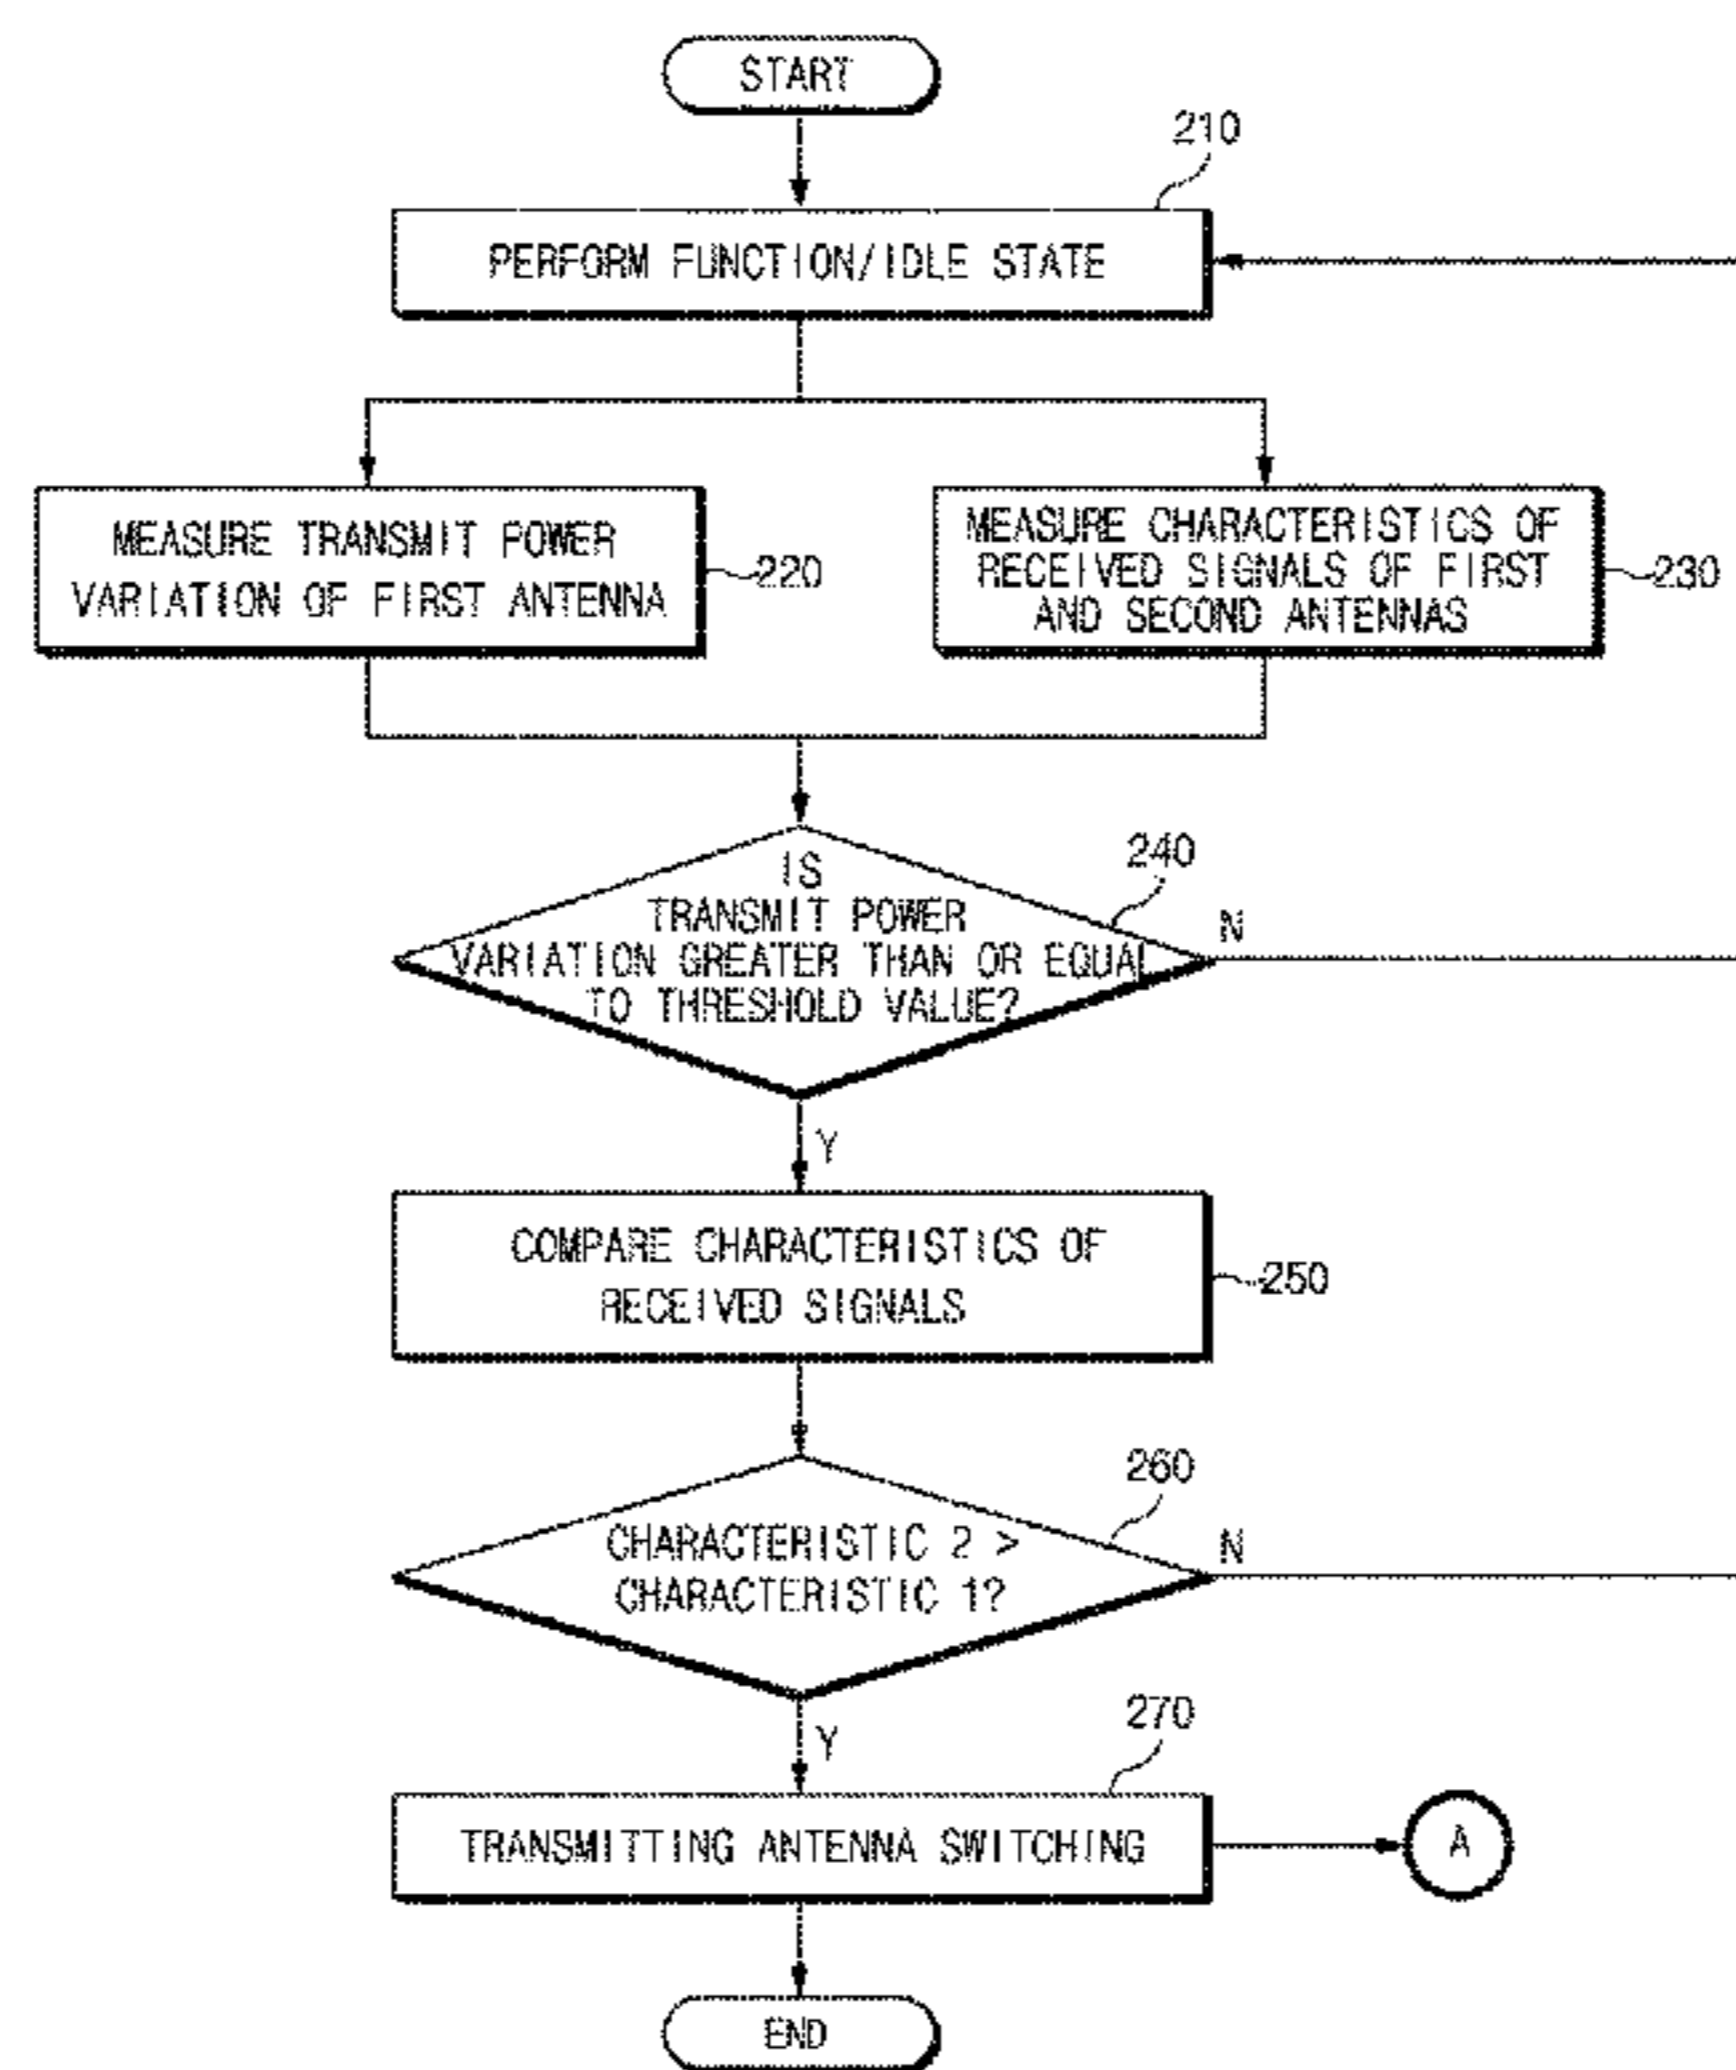 START
210
PERFORM FUNCTION/IDLE STATE
MEASURE TRANSMIT POWER
VARIATION OF FIRST ANTENNA
220
MEASURE CHARACTERISTICS OF
RECEIVED SIGNALS OF FIRST
AND SECOND ANTENNAS
230
240
IS
TRANSMIT POWER
VARIATION GREATER THAN OR EQUAL
TO THRESHOLD VALUE?
N
Y
COMPARE CHARACTERISTICS OF
RECEIVED SIGNALS
250
260
CHARACTERISTIC 2 >
CHARACTERISTIC 1?
N
Y
270
TRANSMITTING ANTENNA SWITCHING
A
END